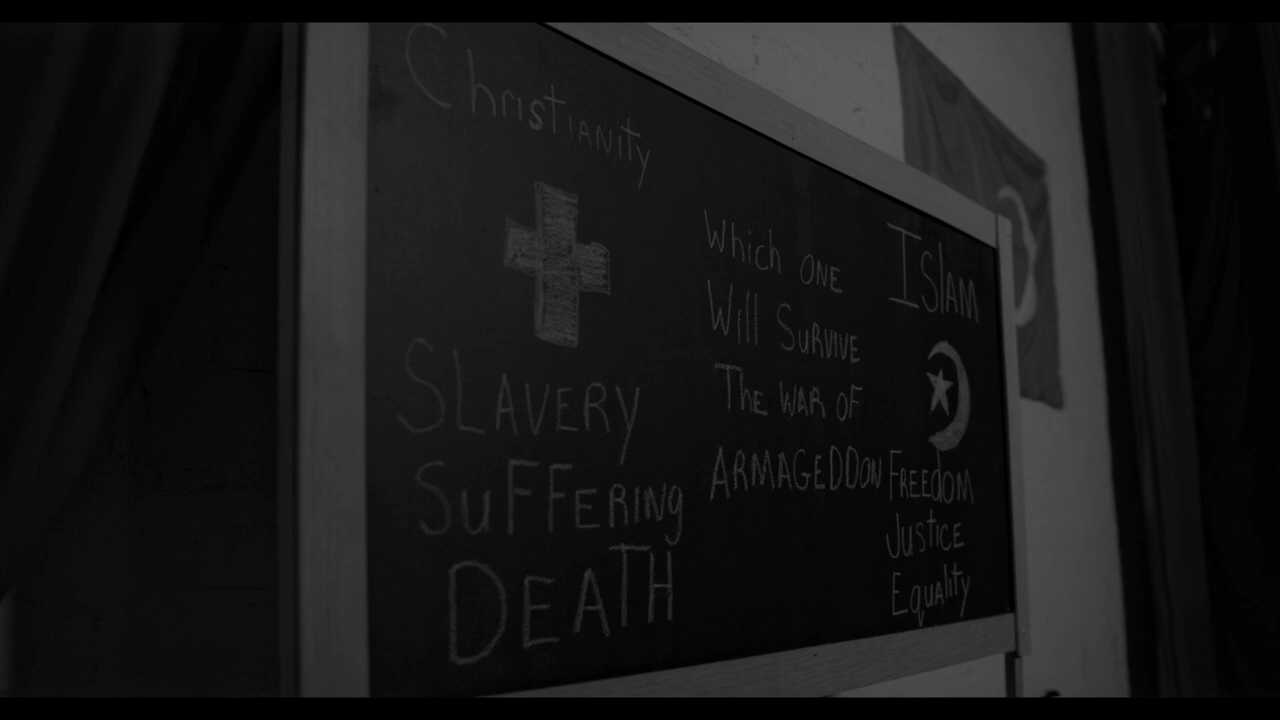 Christianity
SLAVERY
SuFFERING
DEATH
Which ONE
Will SURVIVE
The WAR OF
ARMAGEDDON
ISLAM
FREEdOM
JusticE
EquAlity